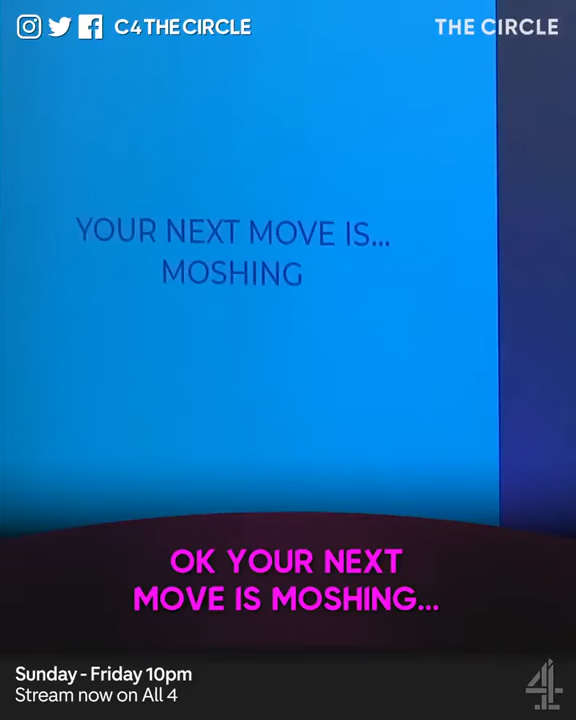 C4THECIRCLE
THE CIRCLE
YOUR NEXT MOVE IS...
MOSHING
OK YOUR NEXT
MOVE IS MOSHING...
Sunday - Friday 10pm
Stream now on All 4
4